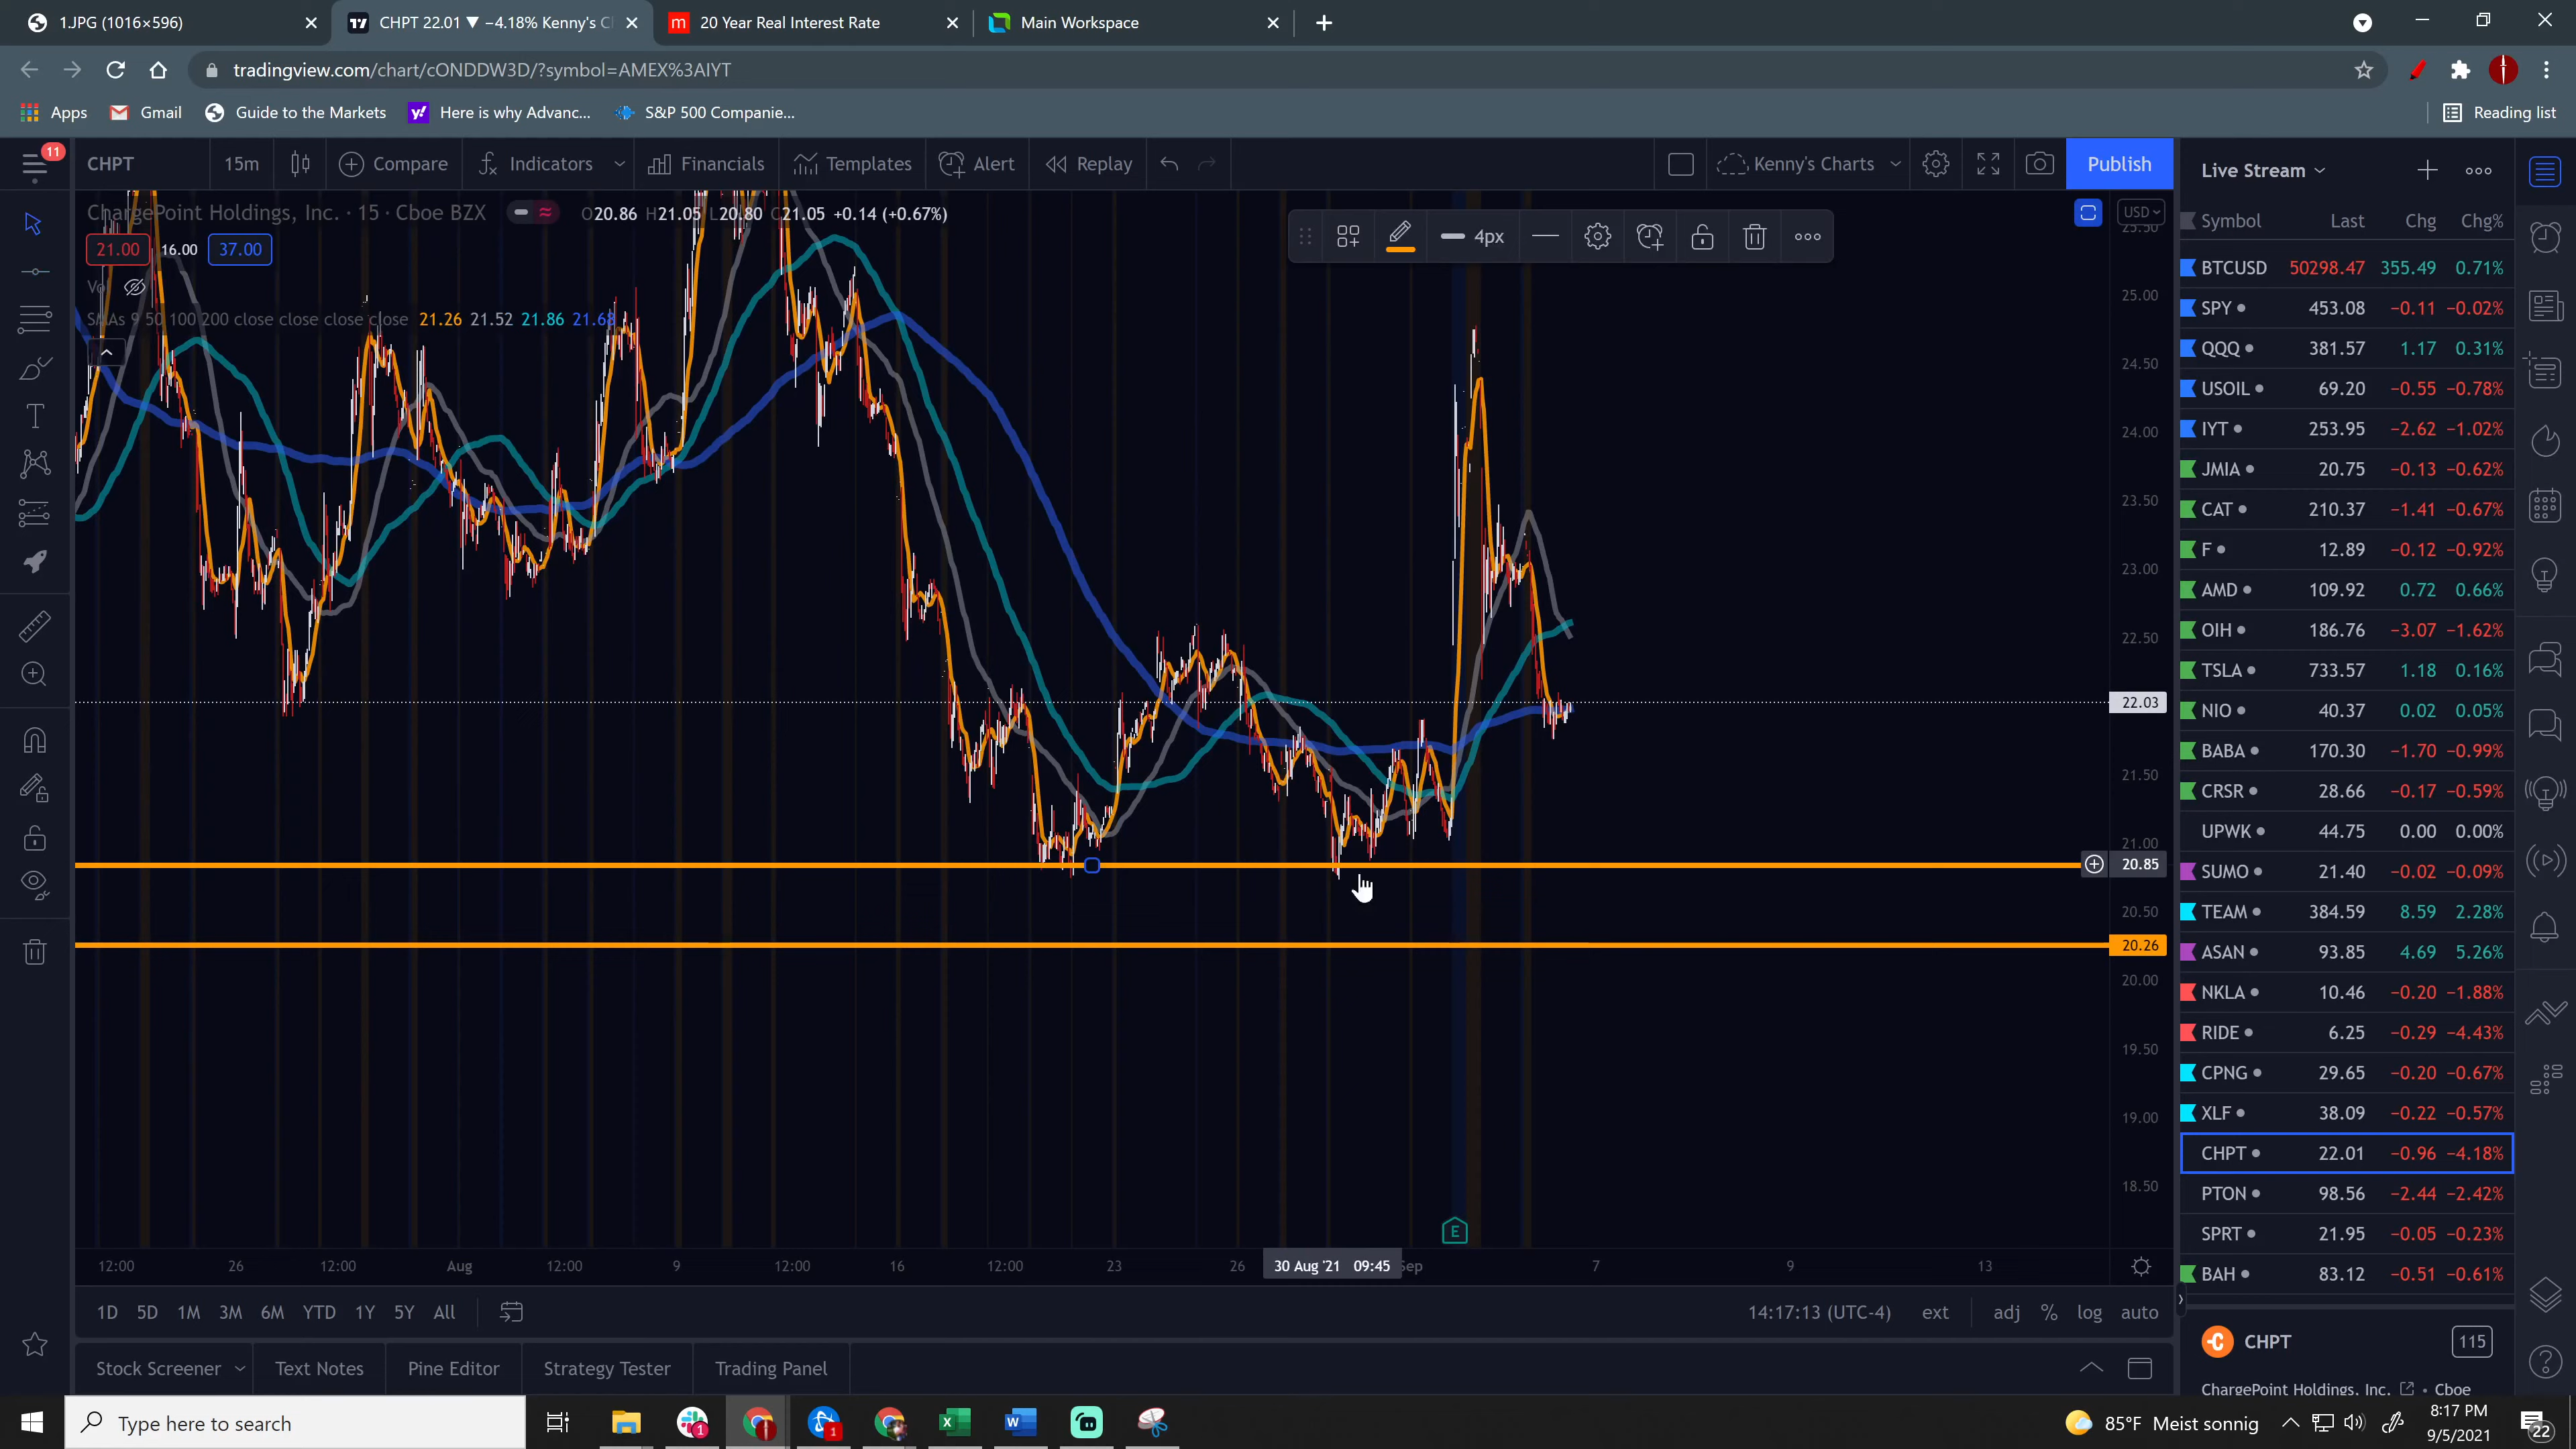 1.JPG (1016×596)
CHPT 22.01 ▼ −4.18% Kenny's C
20 Year Real Interest Rate
Main Workspace
tradingview.com/chart/cONDDW3D/?symbol=AMEX%3AIYT
Apps Gmail Guide to the Markets Here is why Advanc... S&P 500 Companie... Reading list
11
CHPT 15m Compare Indicators Financials Templates Alert Replay Kenny's Charts Publish
ChargePoint Holdings, Inc. · 15 · Cboe BZX O20.86 H21.05 L20.80 C21.05 +0.14 (+0.67%)
21.00 16.00 37.00
SMAs 9 50 100 200 close close close close 21.26 21.52 21.86 21.68
4px
USD
25.00
24.50
24.00
23.50
23.00
22.50
22.03
21.50
21.00
20.85
20.50
20.26
20.00
19.50
19.00
18.50
E
12:00 26 12:00 Aug 12:00 9 12:00 16 12:00 23 26 30 Aug '21 09:45 Sep 7 9 13
1D 5D 1M 3M 6M YTD 1Y 5Y All 14:17:13 (UTC-4) ext adj % log auto
Stock Screener Text Notes Pine Editor Strategy Tester Trading Panel
Live Stream
Symbol Last Chg Chg%
BTCUSD 50298.47 355.49 0.71%
SPY 453.08 −0.11 −0.02%
QQQ 381.57 1.17 0.31%
USOIL 69.20 −0.55 −0.78%
IYT 253.95 −2.62 −1.02%
JMIA 20.75 −0.13 −0.62%
CAT 210.37 −1.41 −0.67%
F 12.89 −0.12 −0.92%
AMD 109.92 0.72 0.66%
OIH 186.76 −3.07 −1.62%
TSLA 733.57 1.18 0.16%
NIO 40.37 0.02 0.05%
BABA 170.30 −1.70 −0.99%
CRSR 28.66 −0.17 −0.59%
UPWK 44.75 0.00 0.00%
SUMO 21.40 −0.02 −0.09%
TEAM 384.59 8.59 2.28%
ASAN 93.85 4.69 5.26%
NKLA 10.46 −0.20 −1.88%
RIDE 6.25 −0.29 −4.43%
CPNG 29.65 −0.20 −0.67%
XLF 38.09 −0.22 −0.57%
CHPT 22.01 −0.96 −4.18%
PTON 98.56 −2.44 −2.42%
SPRT 21.95 −0.05 −0.23%
BAH 83.12 −0.51 −0.61%
CHPT 115
ChargePoint Holdings, Inc. • Cboe
Type here to search
1
1
85°F Meist sonnig
8:17 PM
9/5/2021
22